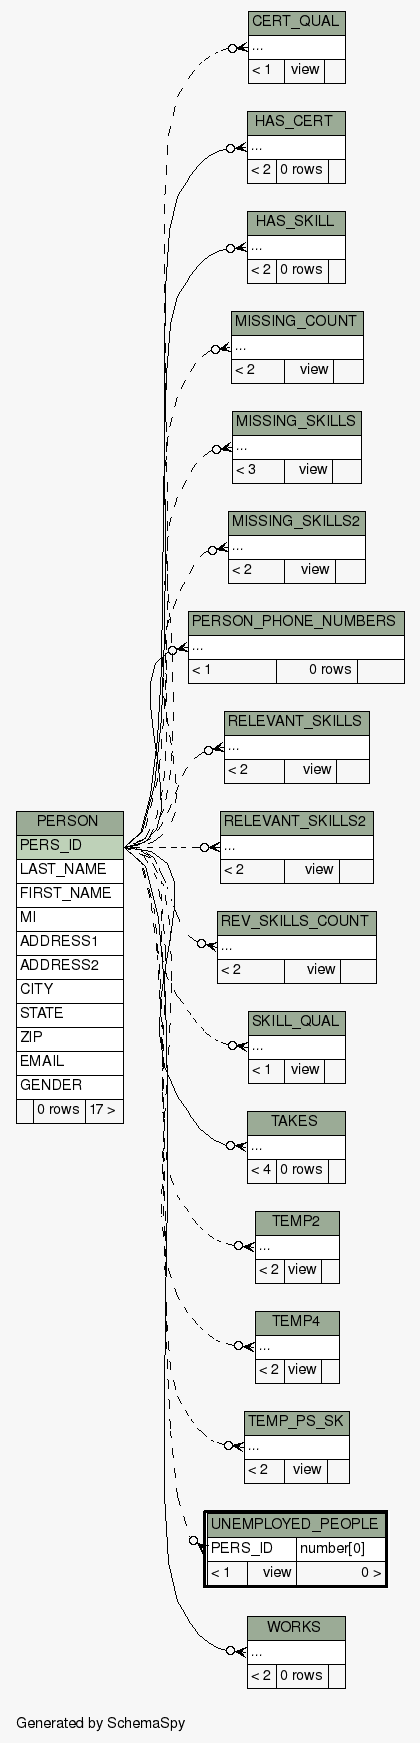 CERT_QUAL
...
< 1 view
HAS_CERT
...
< 2 0 rows
HAS_SKILL
...
< 2 0 rows
MISSING_COUNT
...
< 2 view
MISSING_SKILLS
...
< 3 view
MISSING_SKILLS2
...
< 2 view
PERSON_PHONE_NUMBERS
...
< 1 0 rows
RELEVANT_SKILLS
...
< 2 view
PERSON
PERS_ID
LAST_NAME
FIRST_NAME
MI
ADDRESS1
ADDRESS2
CITY
STATE
ZIP
EMAIL
GENDER
0 rows 17 >
RELEVANT_SKILLS2
...
< 2 view
REV_SKILLS_COUNT
...
< 2 view
SKILL_QUAL
...
< 1 view
TAKES
...
< 4 0 rows
TEMP2
...
< 2 view
TEMP4
...
< 2 view
TEMP_PS_SK
...
< 2 view
UNEMPLOYED_PEOPLE
PERS_ID number[0]
< 1 view 0 >
WORKS
...
< 2 0 rows
Generated by SchemaSpy